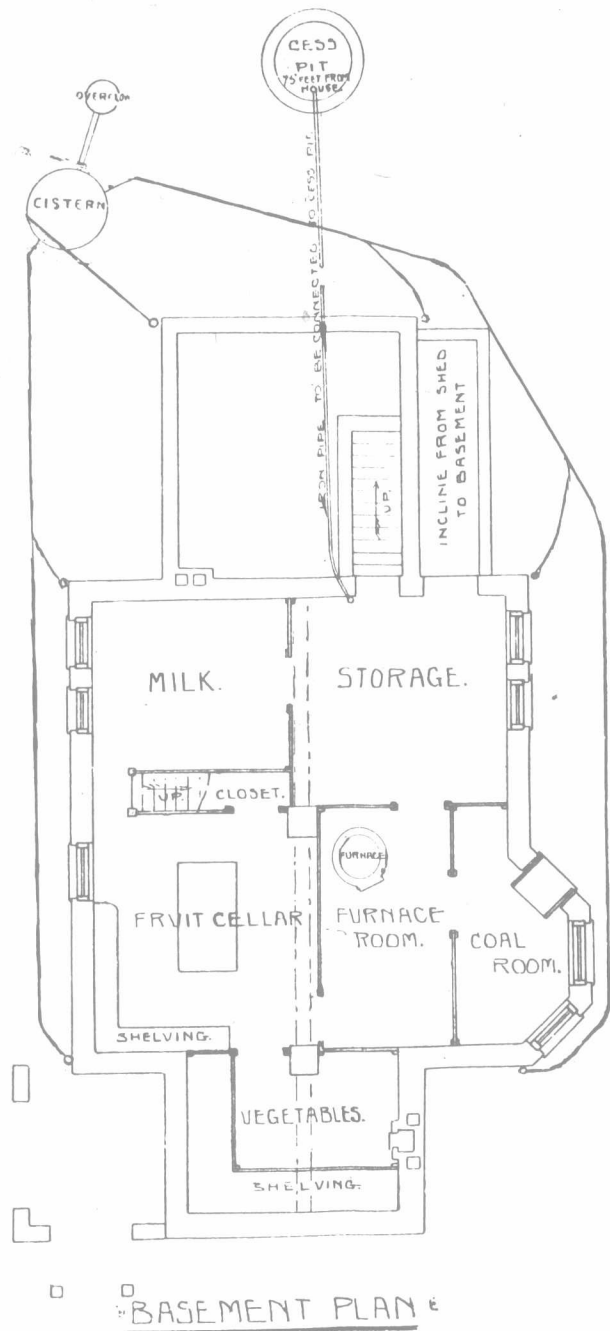 CESS
PIT
75 FEET FROM
HOUSE.
OVERFLOW
CISTERN
IRON PIPE TO BE CONNECTED TO CESS PIT
INCLINE FROM SHED
TO BASEMENT
UP.
MILK.
STORAGE.
UP.
CLOSET.
FURNACE
FRUIT CELLAR
FURNACE
ROOM.
COAL
ROOM.
SHELVING.
VEGETABLES.
SHELVING.
BASEMENT PLAN